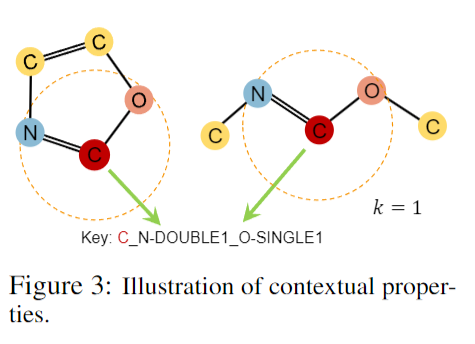 C
C
O
N
C
N
O
C
C
C
k = 1
Key: C_N-DOUBLE1_O-SINGLE1
Figure 3: Illustration of contextual proper-
ties.